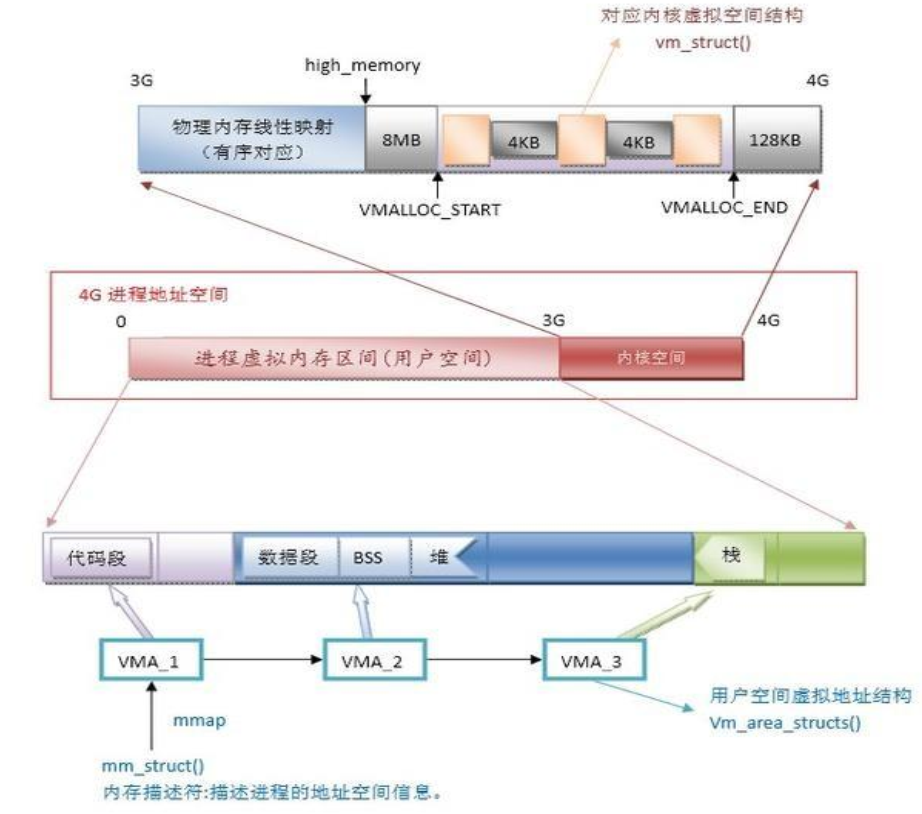 对应内核虚拟空间结构
vm_struct()
high_memory
3G
4G
物理内存线性映射
（有序对应）
8MB
4KB
4KB
128KB
VMALLOC_START
VMALLOC_END
4G 进程地址空间
0
3G
4G
进程虚拟内存区间(用户空间)
内核空间
代码段
数据段
BSS
堆
栈
VMA_1
VMA_2
VMA_3
mmap
用户空间虚拟地址结构
Vm_area_structs()
mm_struct()
内存描述符:描述进程的地址空间信息。